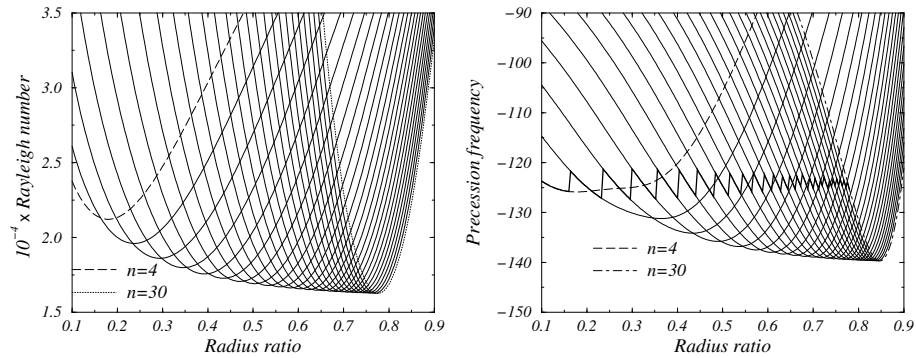 3.5
3.0
2.5
2.0
1.5
10⁻⁴ x Rayleigh number
n=4
n=30
0.1 0.2 0.3 0.4 0.5 0.6 0.7 0.8 0.9
Radius ratio
−90
−100
−110
−120
−130
−140
−150
Precession frequency
n=4
n=30
0.1 0.2 0.3 0.4 0.5 0.6 0.7 0.8 0.9
Radius ratio